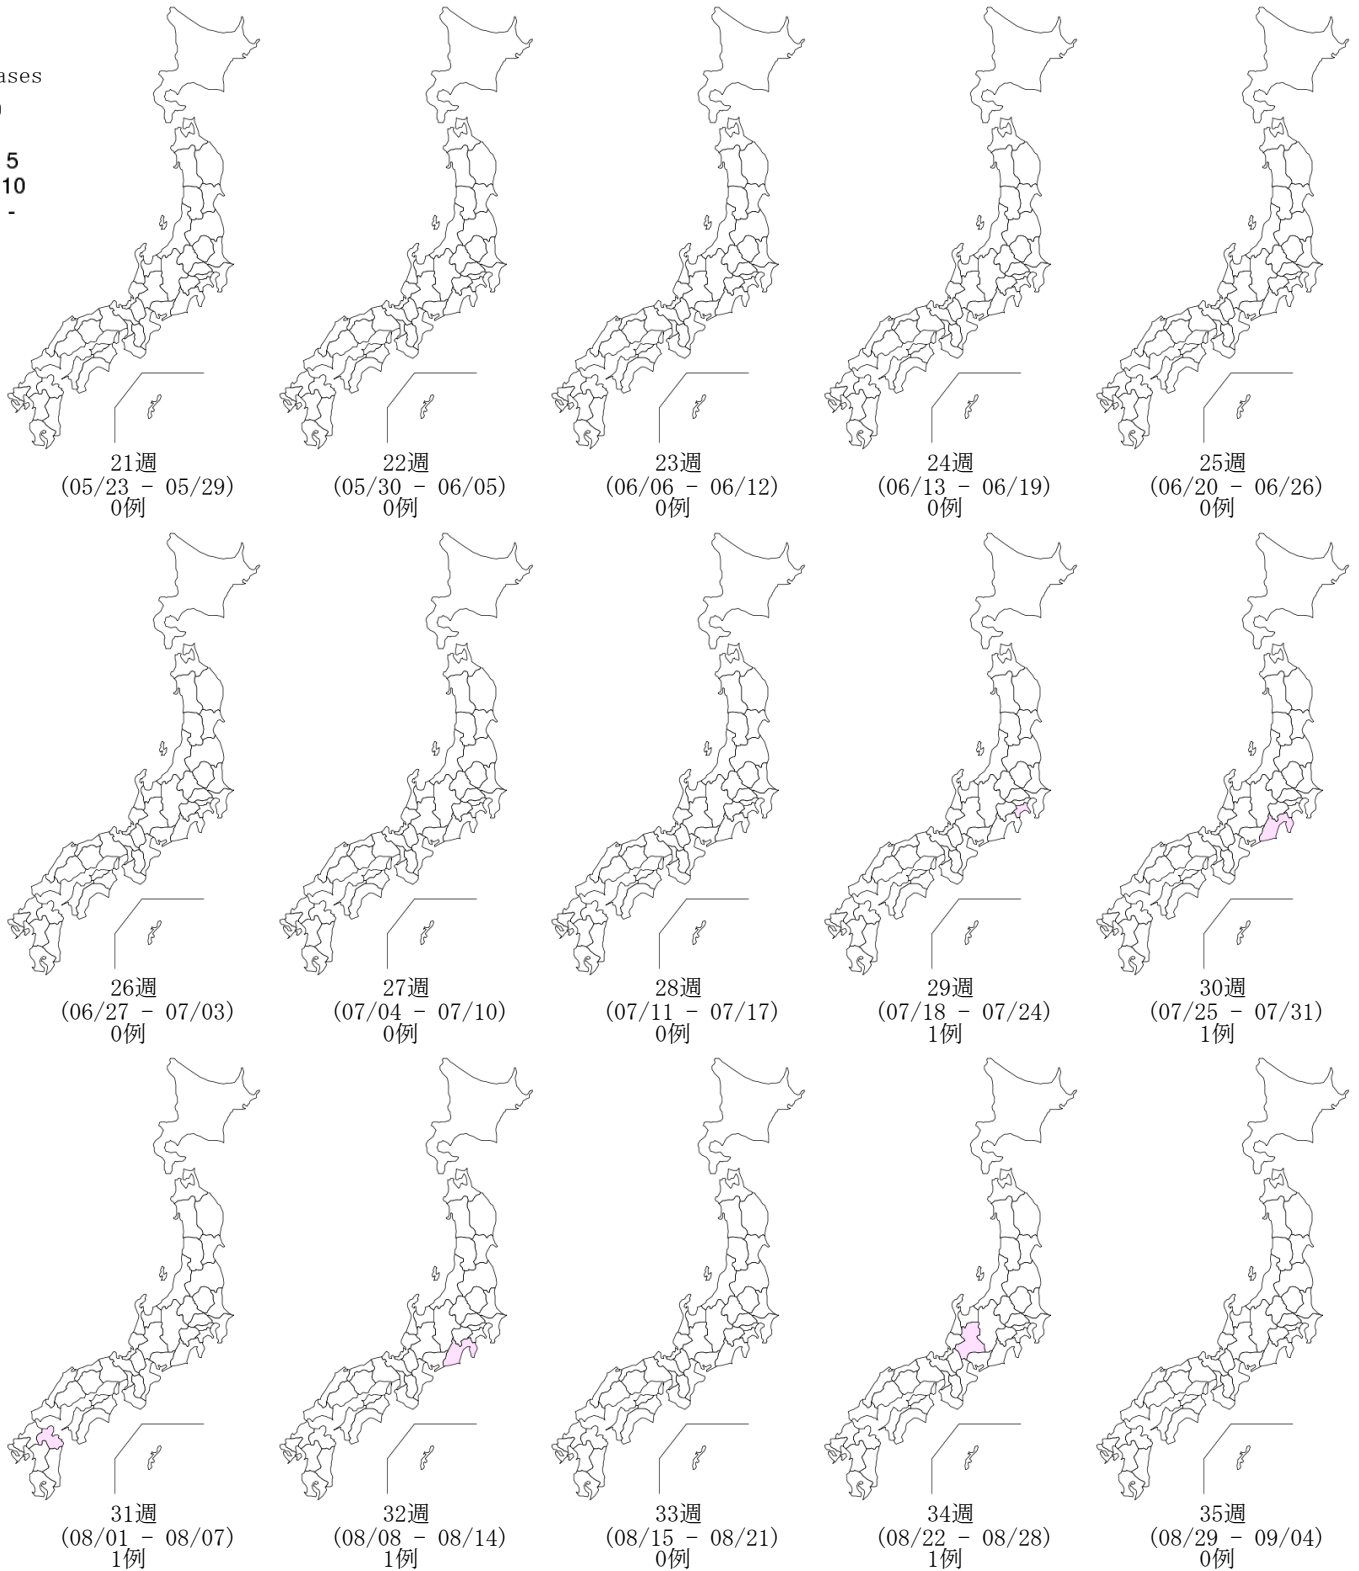 ases
5
10
-
21週
(05/23 - 05/29)
0例
22週
(05/30 - 06/05)
0例
23週
(06/06 - 06/12)
0例
24週
(06/13 - 06/19)
0例
25週
(06/20 - 06/26)
0例
26週
(06/27 - 07/03)
0例
27週
(07/04 - 07/10)
0例
28週
(07/11 - 07/17)
0例
29週
(07/18 - 07/24)
1例
30週
(07/25 - 07/31)
1例
31週
(08/01 - 08/07)
1例
32週
(08/08 - 08/14)
1例
33週
(08/15 - 08/21)
0例
34週
(08/22 - 08/28)
1例
35週
(08/29 - 09/04)
0例